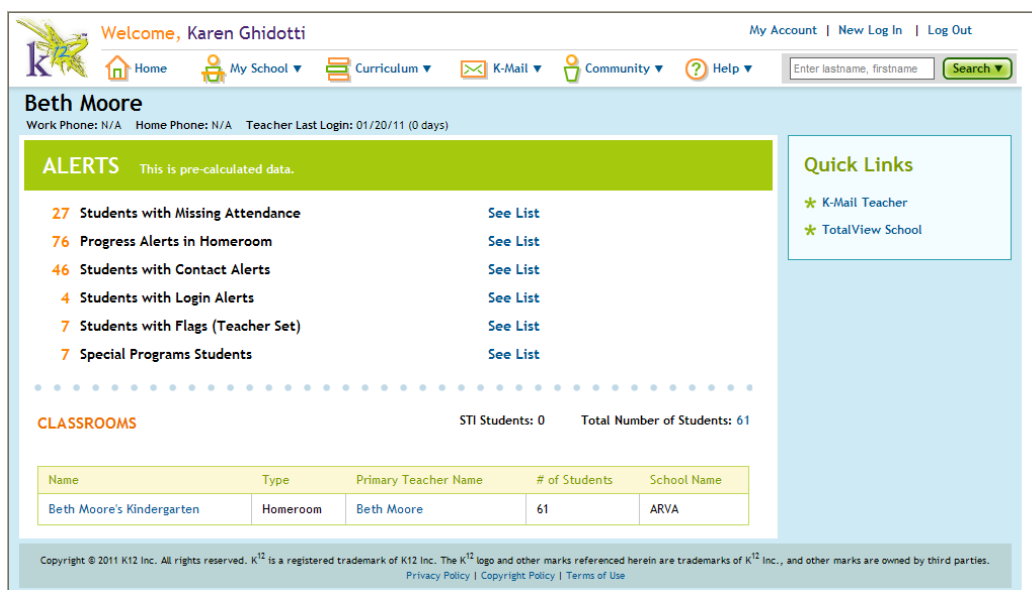 Welcome, Karen Ghidotti
My Account | New Log In | Log Out
K12
Home My School ▼ Curriculum ▼ K-Mail ▼ Community ▼ ? Help ▼ Enter lastname, firstname Search ▼
Beth Moore
Work Phone: N/A Home Phone: N/A Teacher Last Login: 01/20/11 (0 days)
ALERTS This is pre-calculated data.
27 Students with Missing Attendance See List
76 Progress Alerts in Homeroom See List
46 Students with Contact Alerts See List
4 Students with Login Alerts See List
7 Students with Flags (Teacher Set) See List
7 Special Programs Students See List
Quick Links
K-Mail Teacher
TotalView School
CLASSROOMS STI Students: 0 Total Number of Students: 61
Name Type Primary Teacher Name # of Students School Name
Beth Moore's Kindergarten Homeroom Beth Moore 61 ARVA
Copyright © 2011 K12 Inc. All rights reserved. K12 is a registered trademark of K12 Inc. The K12 logo and other marks referenced herein are trademarks of K12 Inc., and other marks are owned by third parties.
Privacy Policy | Copyright Policy | Terms of Use